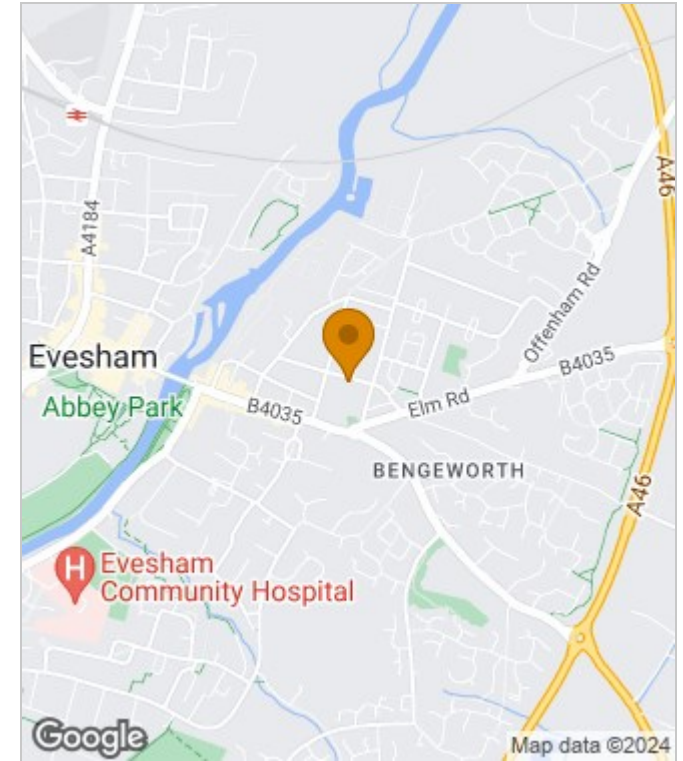 A4184
A46
Offenham Rd
Evesham
B4035
Abbey Park
B4035
Elm Rd
BENGEWORTH
A46
H
Evesham
Community Hospital
Google
Map data ©2024